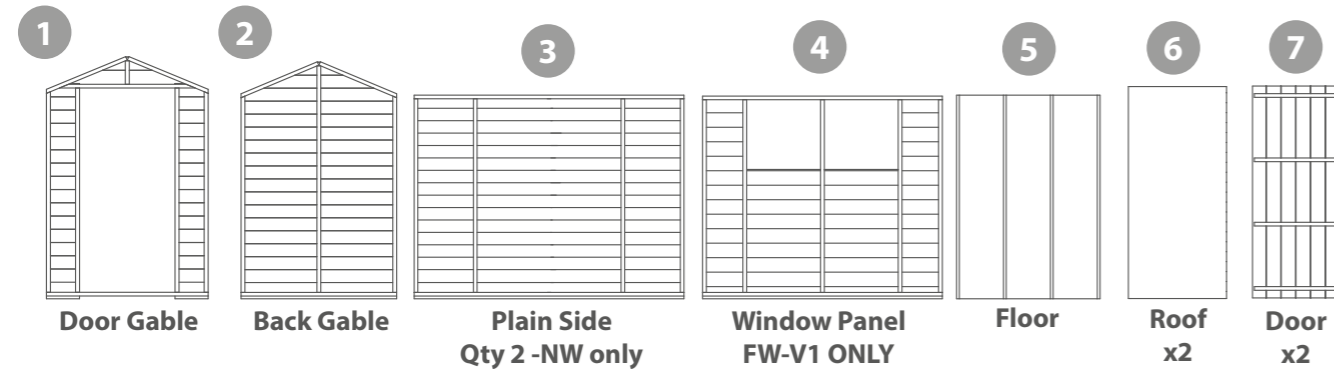 1
2
3
4
5
6
7
Door Gable
Back Gable
Plain Side
Qty 2 -NW only
Window Panel
FW-V1 ONLY
Floor
Roof
x2
Door
x2